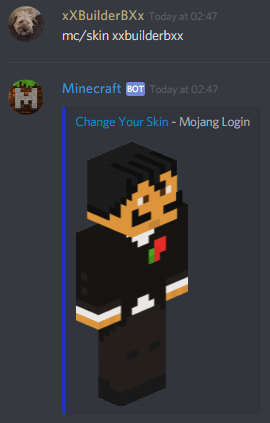 xXBuilderBXx Today at 02:47
mc/skin xxbuilderbxx
Minecraft BOT Today at 02:47
Change Your Skin - Mojang Login